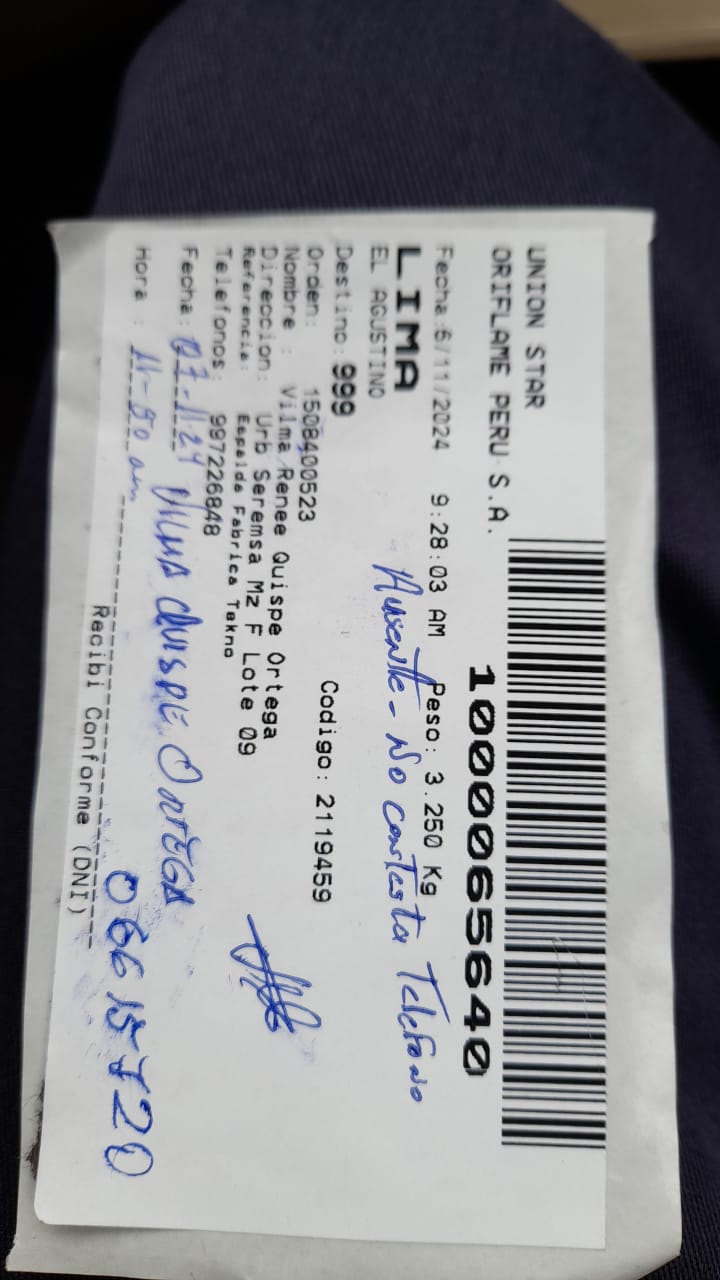 UNION STAR
ORIFLAME PERU S.A.
1000065640
Fecha:6/11/2024 9:28:03 AM Peso: 3.250 Kg
LIMA
EL AGUSTINO
Ausente - No contesta Telefono
Destino: 999
Orden: 1508400523 Codigo: 2119459
Nombre : Vilma Renee Quispe Ortega
Direccion: Urb Seremsa Mz F Lote 09
Referencia: Espalda Fabrica Tekno
Telefonos: 997226848
Fecha: 07-11-24 VILMA QUISPE ORTEGA
Hora : 11-50 am
06615720
Recibi Conforme (DNI)